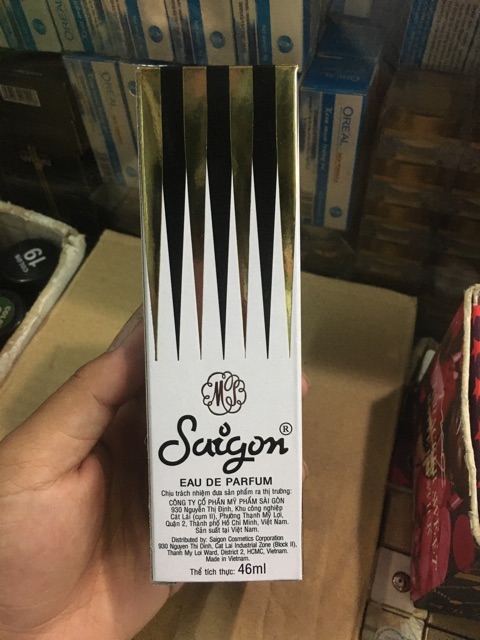 OREAL
OREAL
19
MP
Saigon®
EAU DE PARFUM
Chịu trách nhiệm đưa sản phẩm ra thị trường:
CÔNG TY CỔ PHẦN MỸ PHẨM SÀI GÒN
930 Nguyễn Thị Định, Khu công nghiệp
Cát Lái (cụm II), Phường Thạnh Mỹ Lợi,
Quận 2, Thành phố Hồ Chí Minh, Việt Nam.
Sản xuất tại Việt Nam.
Distributed by: Saigon Cosmetics Corporation
930 Nguyen Thi Dinh, Cat Lai Industrial Zone (Block II),
Thanh My Loi Ward, District 2, HCMC, Vietnam.
Made in Vietnam.
Thể tích thực: 46ml